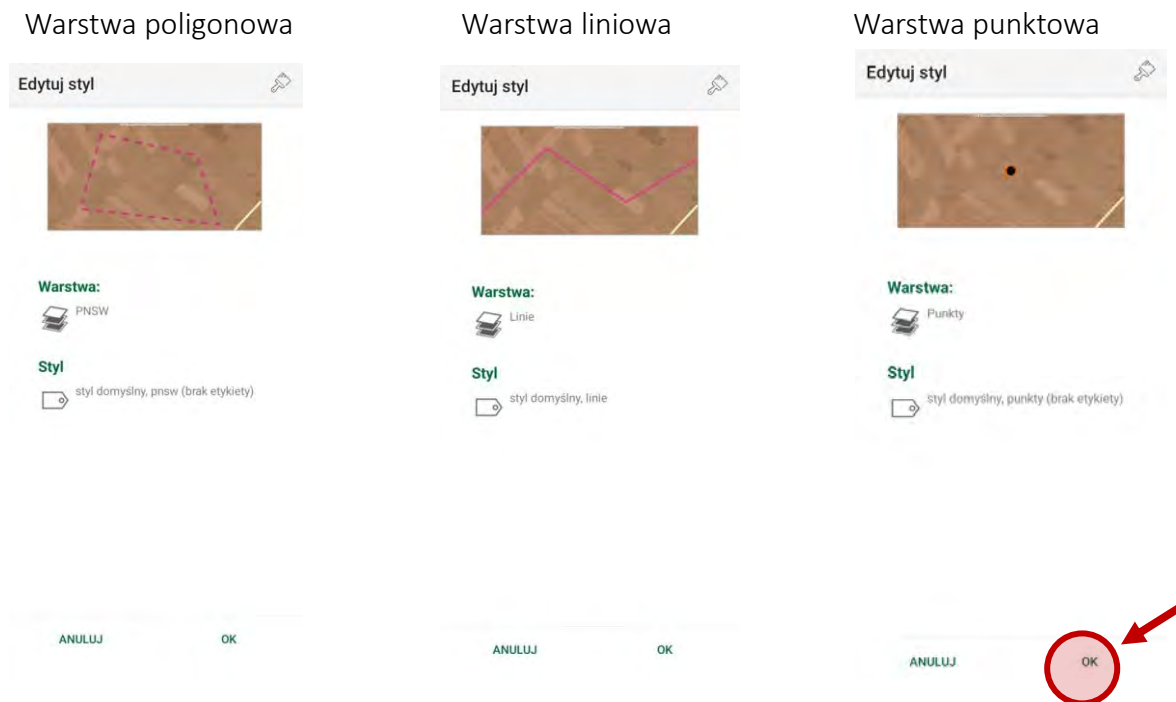 Warstwa poligonowa
Edytuj styl
Warstwa:
PNSW
Styl
styl domyślny, pnsw (brak etykiety)
ANULUJ OK
Warstwa liniowa
Edytuj styl
Warstwa:
Linie
Styl
styl domyślny, linie
ANULUJ OK
Warstwa punktowa
Edytuj styl
Warstwa:
Punkty
Styl
styl domyślny, punkty (brak etykiety)
ANULUJ OK